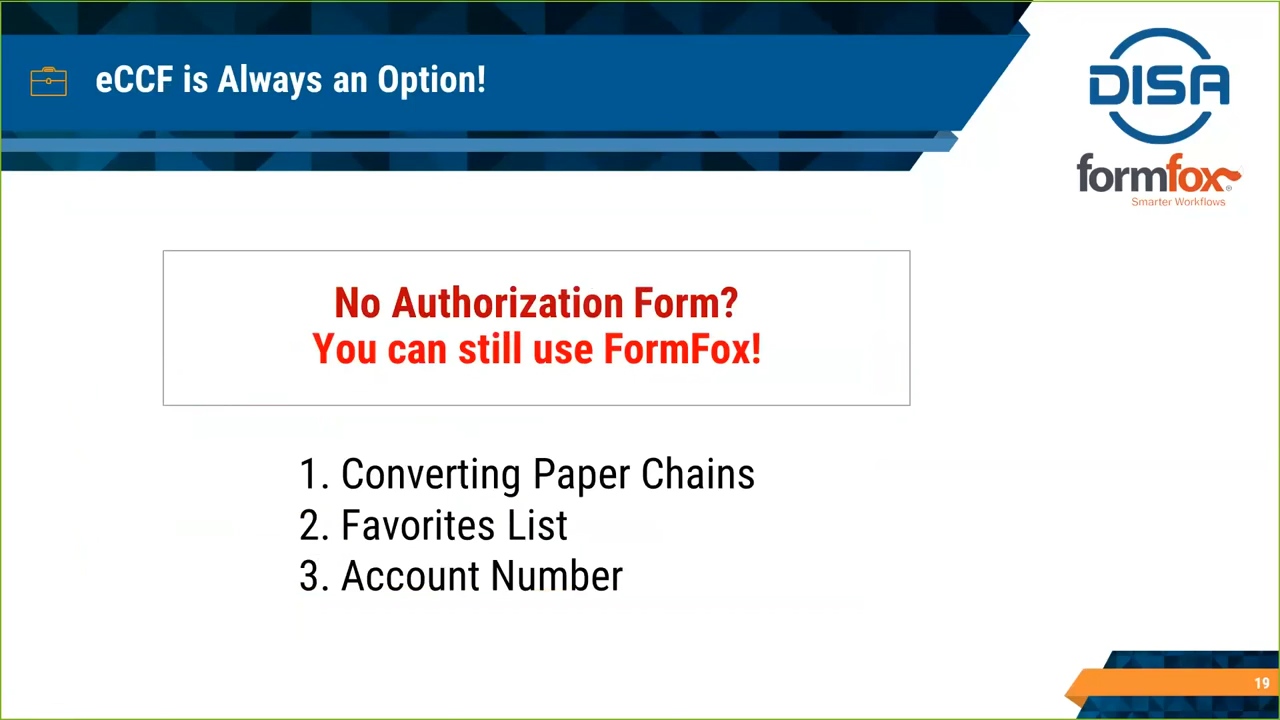 eCCF is Always an Option!
DISA
formfox®
Smarter Workflows
No Authorization Form?
You can still use FormFox!
1. Converting Paper Chains
2. Favorites List
3. Account Number
19